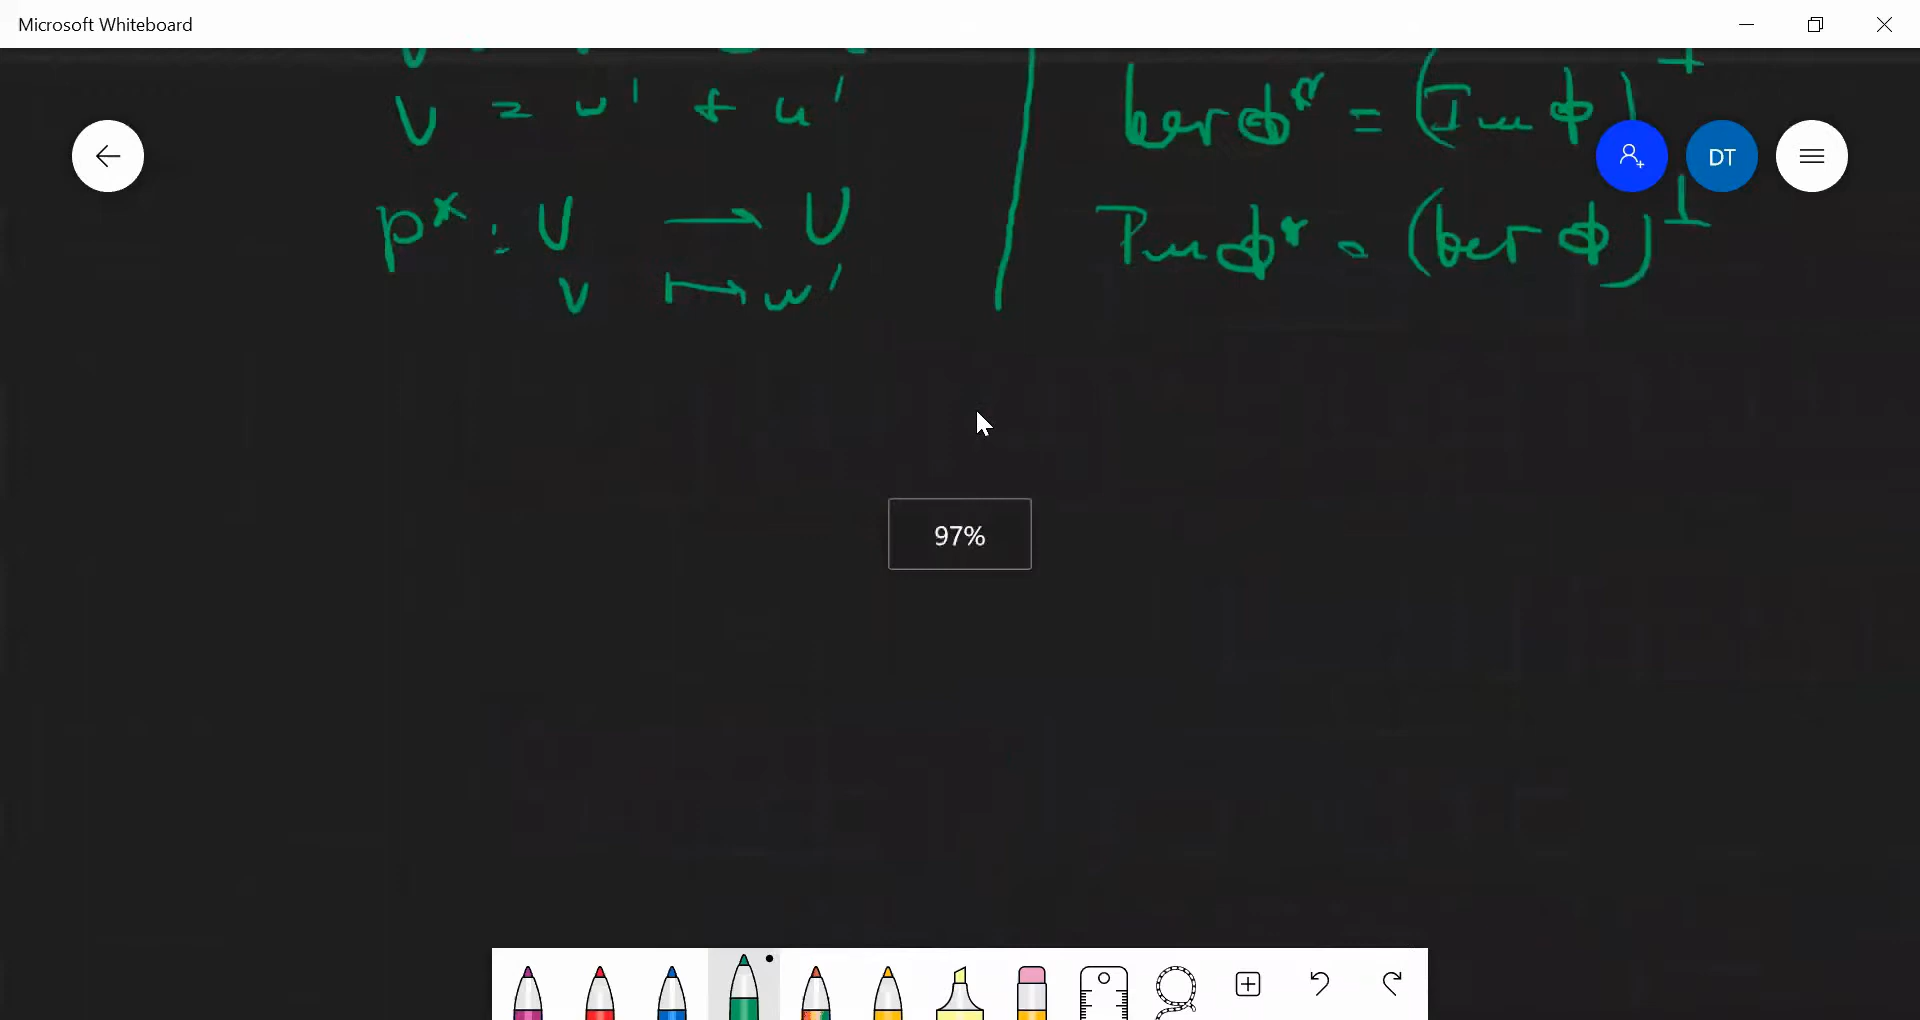 Microsoft Whiteboard
DT
V = w' + u'
p* : V → U
v ↦ w'
ker ϕ* = (Im ϕ)⊥
Im ϕ* = (ker ϕ)⊥
97%